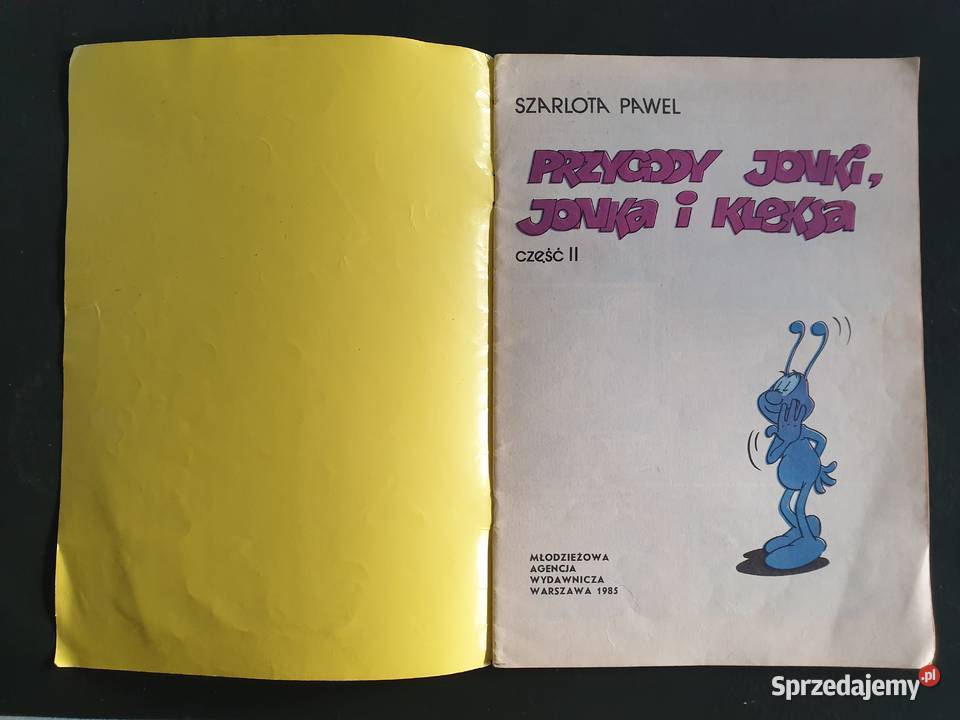 SZARLOTA PAWEL
PRZYGODY JONKI,
JONKA i KLEKSA
część II
MŁODZIEŻOWA
AGENCJA
WYDAWNICZA
WARSZAWA 1985
Sprzedajemy.pl